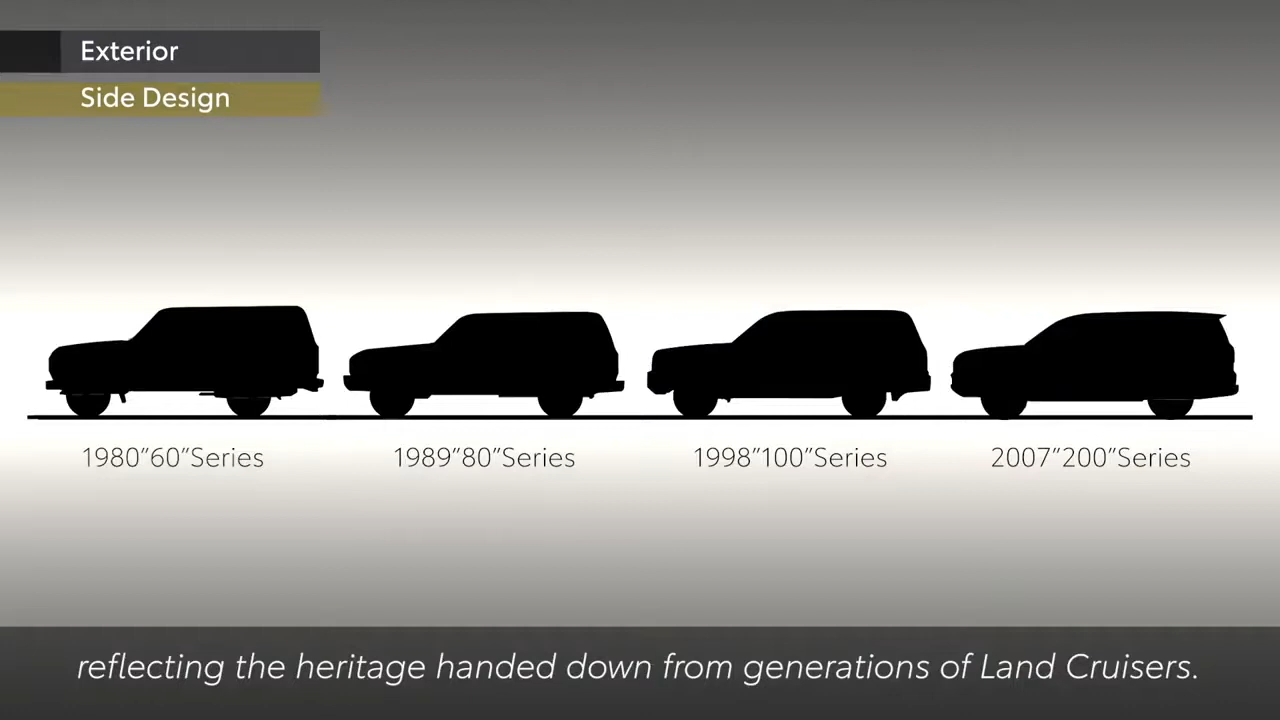 Exterior
Side Design
1980”60”Series
1989”80”Series
1998”100”Series
2007”200”Series
reflecting the heritage handed down from generations of Land Cruisers.